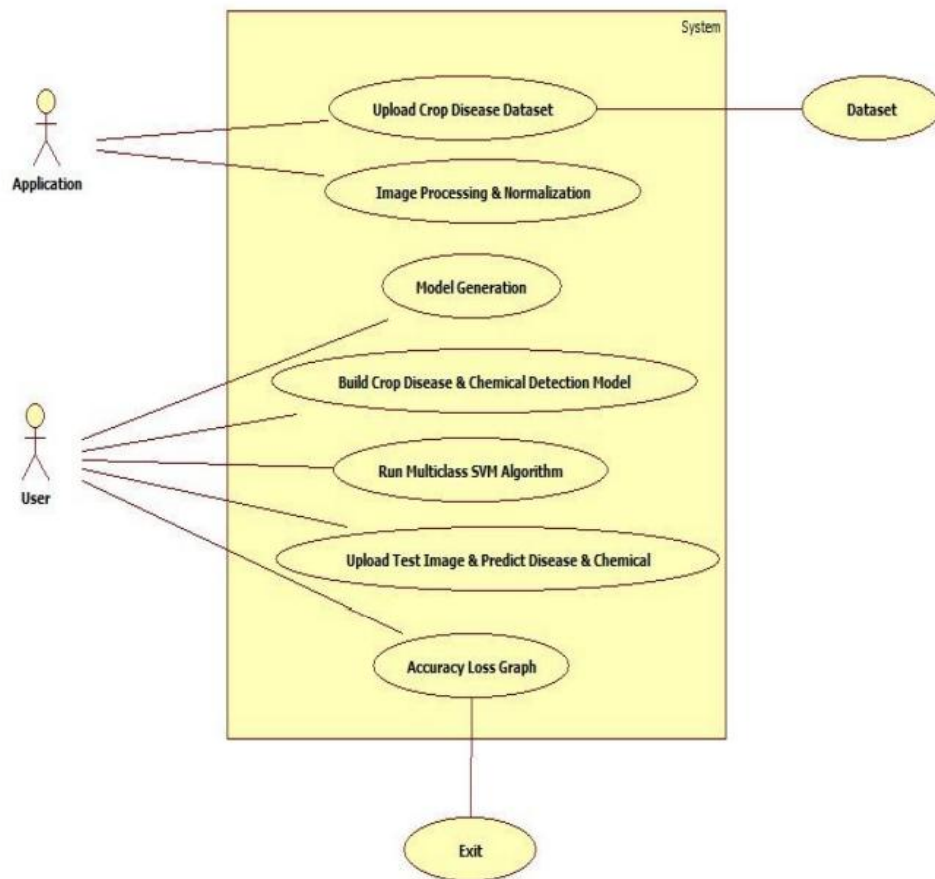 System
Upload Crop Disease Dataset
Dataset
Application
Image Processing & Normalization
Model Generation
Build Crop Disease & Chemical Detection Model
User
Run Multiclass SVM Algorithm
Upload Test Image & Predict Disease & Chemical
Accuracy Loss Graph
Exit